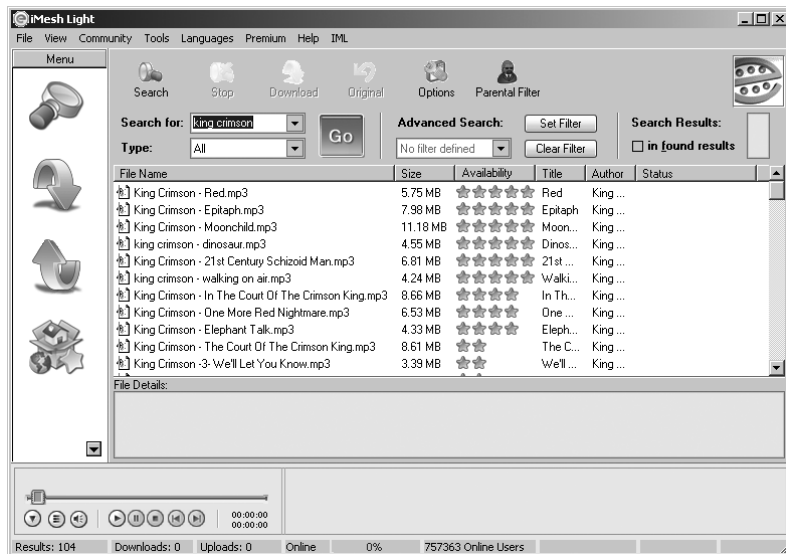 iMesh Light
File View Community Tools Languages Premium Help IML
Menu
Search Stop Download Original Options Parental Filter
Search for: king crimson Go Advanced Search: Set Filter Search Results:
Type: All No filter defined Clear Filter in found results
File Name Size Availability Title Author Status
King Crimson - Red.mp3 5.75 MB Red King ...
King Crimson - Epitaph.mp3 7.98 MB Epitaph King ...
King Crimson - Moonchild.mp3 11.18 MB Moon... King ...
king crimson - dinosaur.mp3 4.55 MB Dinos... King ...
King Crimson - 21st Century Schizoid Man.mp3 6.81 MB 21st ... King ...
king crimson - walking on air.mp3 4.24 MB Walki... King ...
King Crimson - In The Court Of The Crimson King.mp3 8.66 MB In Th... King ...
King Crimson - One More Red Nightmare.mp3 6.53 MB One ... King ...
King Crimson - Elephant Talk.mp3 4.33 MB Eleph... King ...
King Crimson - The Court Of The Crimson King.mp3 8.61 MB The C... King ...
King Crimson -3- We'll Let You Know.mp3 3.39 MB We'll ... King ...
File Details:
00:00:00
00:00:00
Results: 104 Downloads: 0 Uploads: 0 Online 0% 757363 Online Users